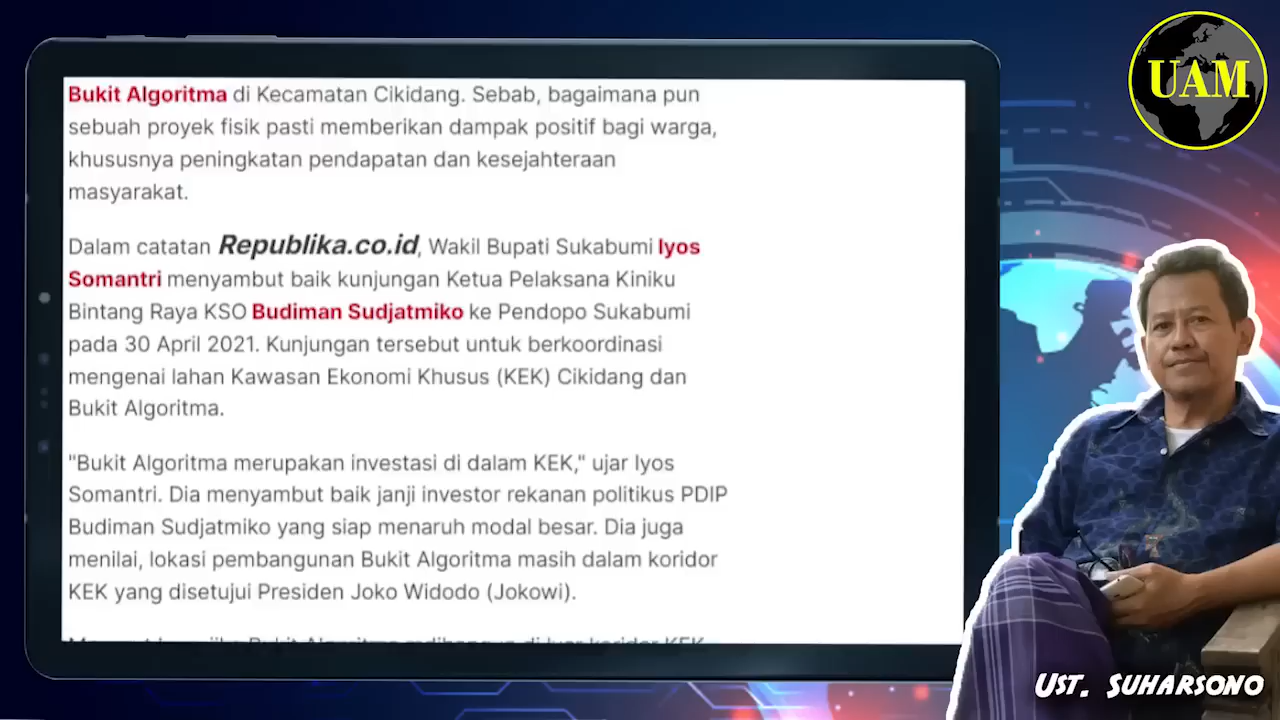 UAM
Bukit Algoritma di Kecamatan Cikidang. Sebab, bagaimana pun
sebuah proyek fisik pasti memberikan dampak positif bagi warga,
khususnya peningkatan pendapatan dan kesejahteraan
masyarakat.
Dalam catatan Republika.co.id, Wakil Bupati Sukabumi Iyos
Somantri menyambut baik kunjungan Ketua Pelaksana Kiniku
Bintang Raya KSO Budiman Sudjatmiko ke Pendopo Sukabumi
pada 30 April 2021. Kunjungan tersebut untuk berkoordinasi
mengenai lahan Kawasan Ekonomi Khusus (KEK) Cikidang dan
Bukit Algoritma.
"Bukit Algoritma merupakan investasi di dalam KEK," ujar Iyos
Somantri. Dia menyambut baik janji investor rekanan politikus PDIP
Budiman Sudjatmiko yang siap menaruh modal besar. Dia juga
menilai, lokasi pembangunan Bukit Algoritma masih dalam koridor
KEK yang disetujui Presiden Joko Widodo (Jokowi).
Ust. Suharsono